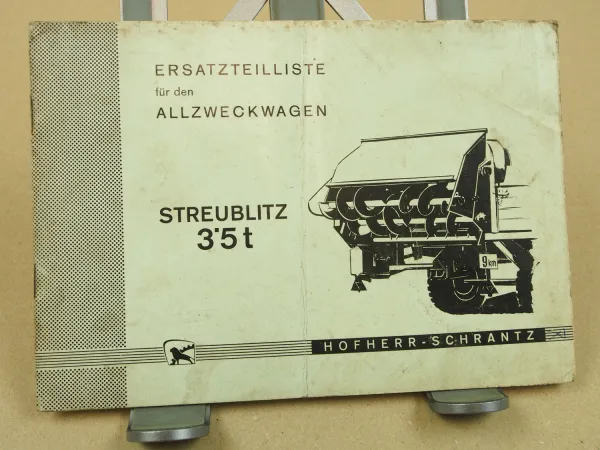 ERSATZTEILLISTE
für den
ALLZWECKWAGEN
STREUBLITZ
3'5 t
9 km
HOFHERR-SCHRANTZ